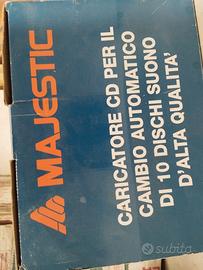 MAJESTIC
CARICATORE CD PER IL
CAMBIO AUTOMATICO
DI 10 DISCHI SUONO
D'ALTA QUALITA'
subito